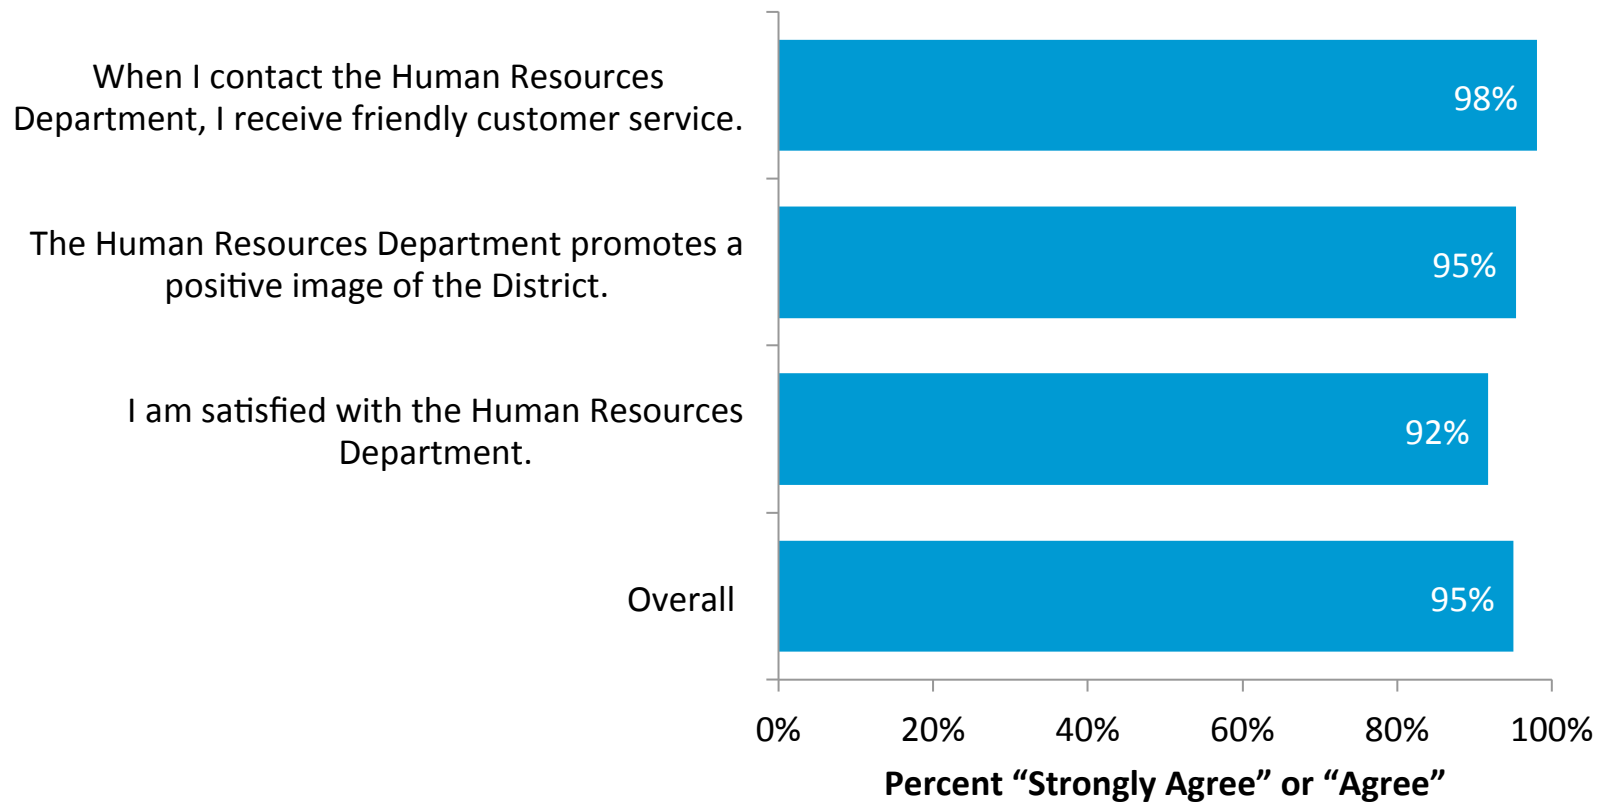 When I contact the Human Resources
Department, I receive friendly customer service.
98%
The Human Resources Department promotes a
positive image of the District.
95%
I am satisfied with the Human Resources
Department.
92%
Overall
95%
0% 20% 40% 60% 80% 100%
Percent “Strongly Agree” or “Agree”